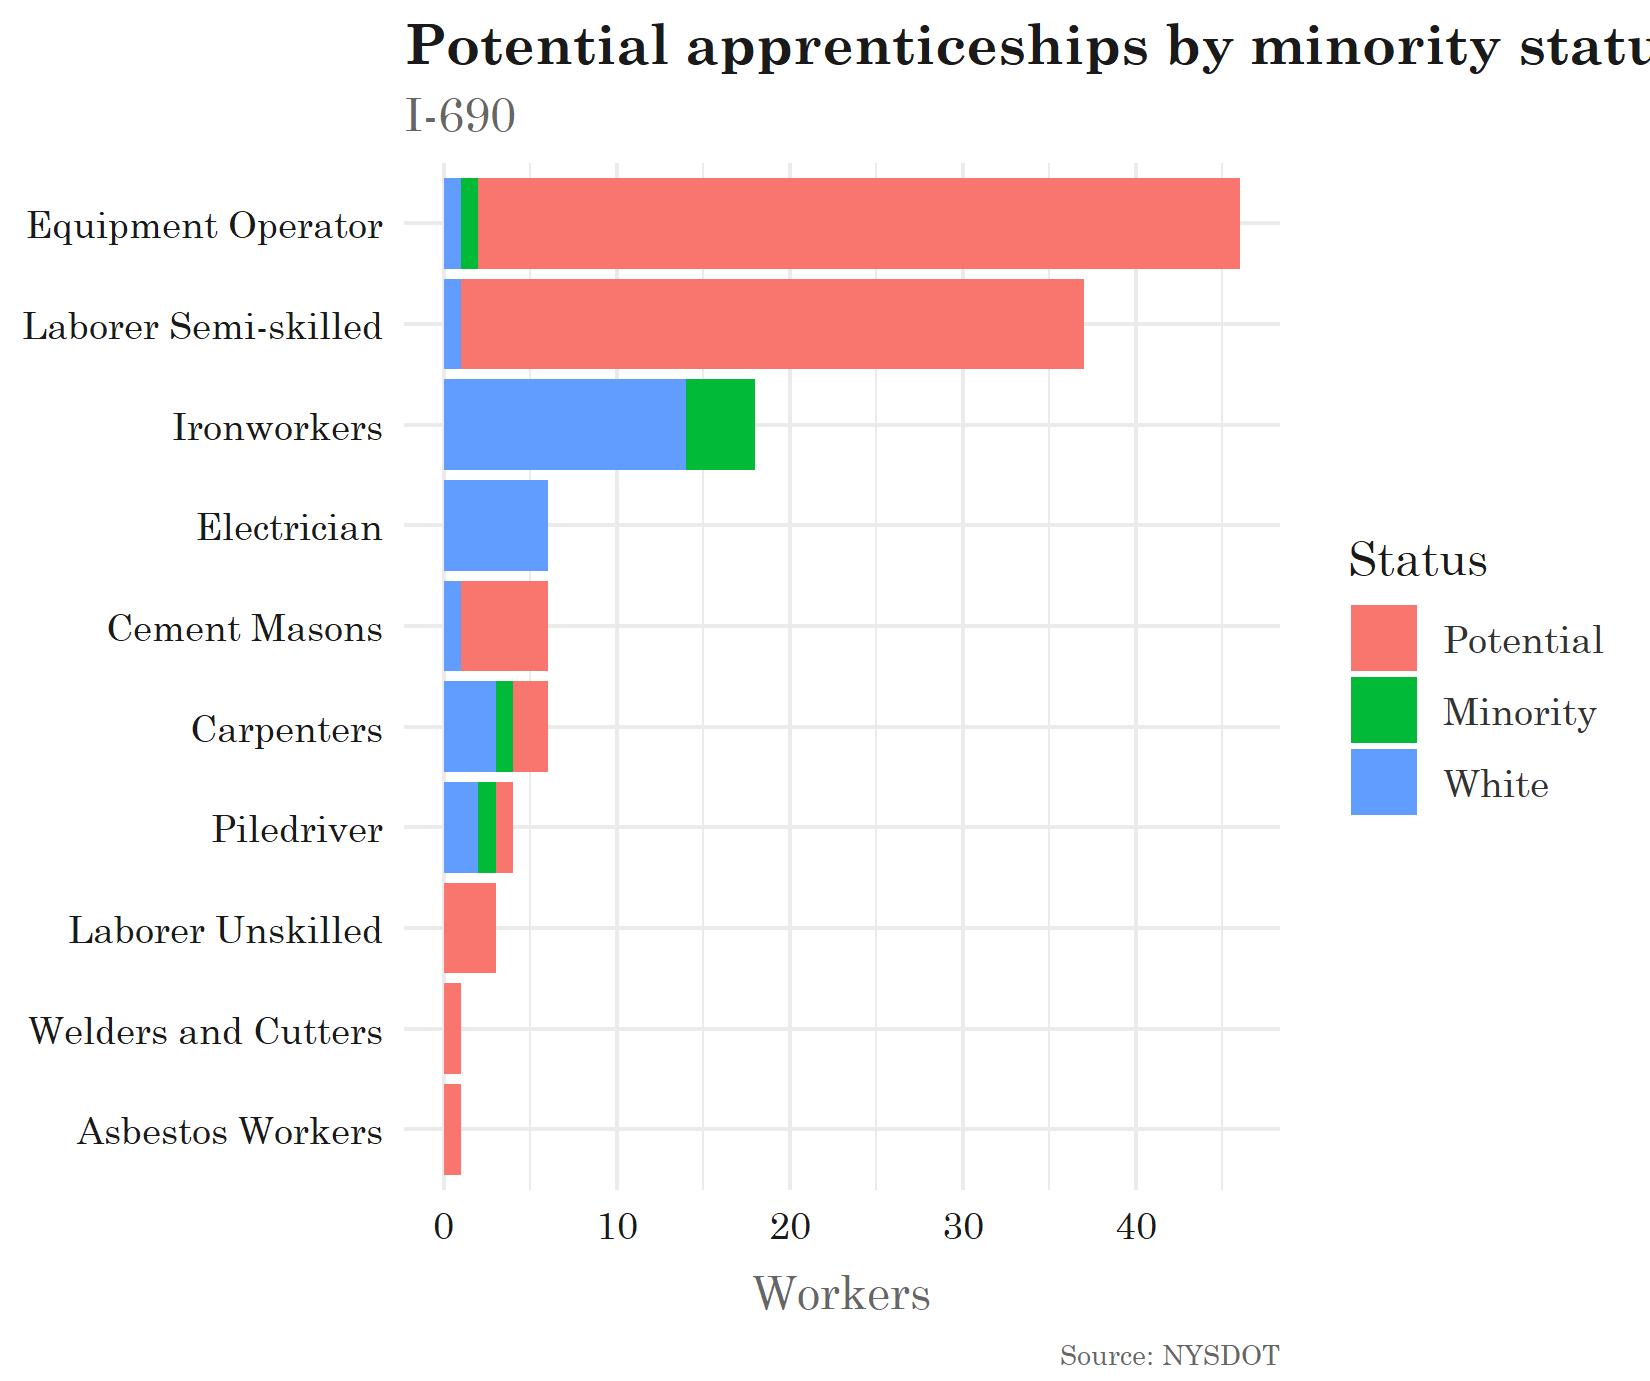 Potential apprenticeships by minority statu
I-690
Equipment Operator
Laborer Semi-skilled
Ironworkers
Electrician
Cement Masons
Carpenters
Piledriver
Laborer Unskilled
Welders and Cutters
Asbestos Workers
0 10 20 30 40
Workers
Status
Potential
Minority
White
Source: NYSDOT